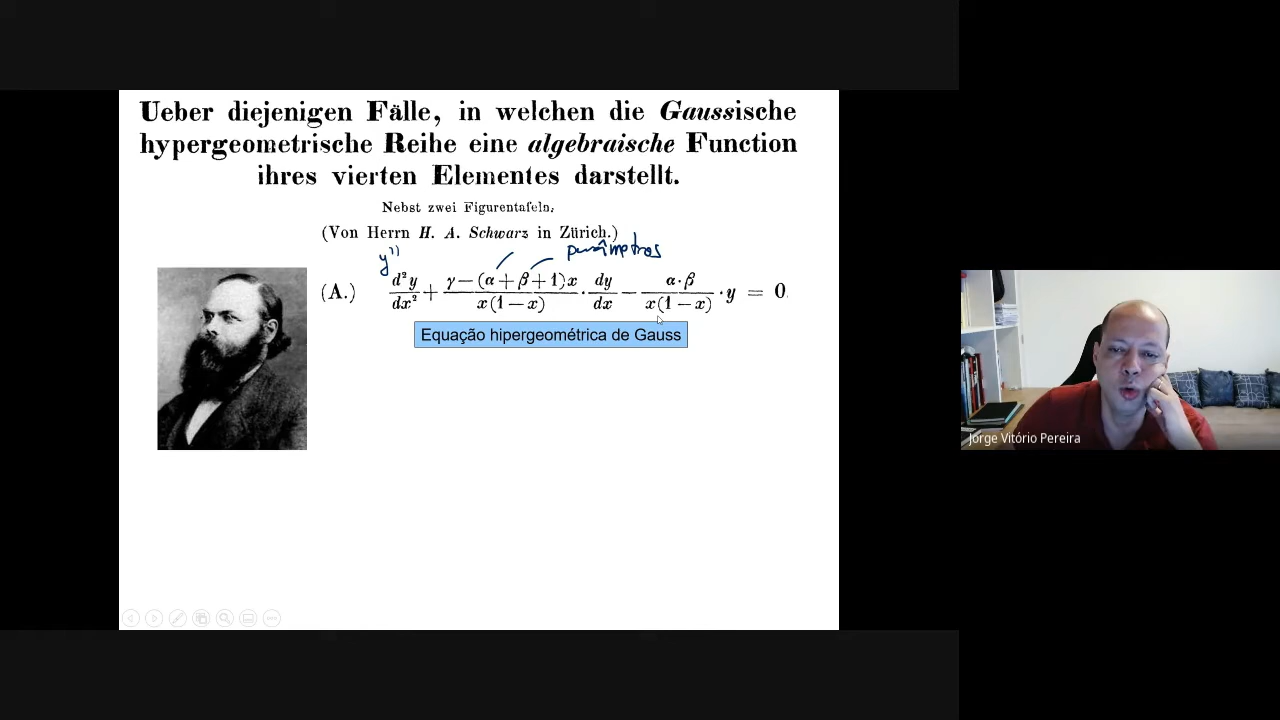 Ueber diejenigen Fälle, in welchen die Gaussische
hypergeometrische Reihe eine algebraische Function
ihres vierten Elementes darstellt.
Nebst zwei Figurentafeln.
(Von Herrn H. A. Schwarz in Zürich.)
y'' parâmetros
(A.) d²y/dx² + γ−(α+β+1)x/x(1−x) · dy/dx − α·β/x(1−x) · y = 0.
Equação hipergeométrica de Gauss
Jorge Vitório Pereira